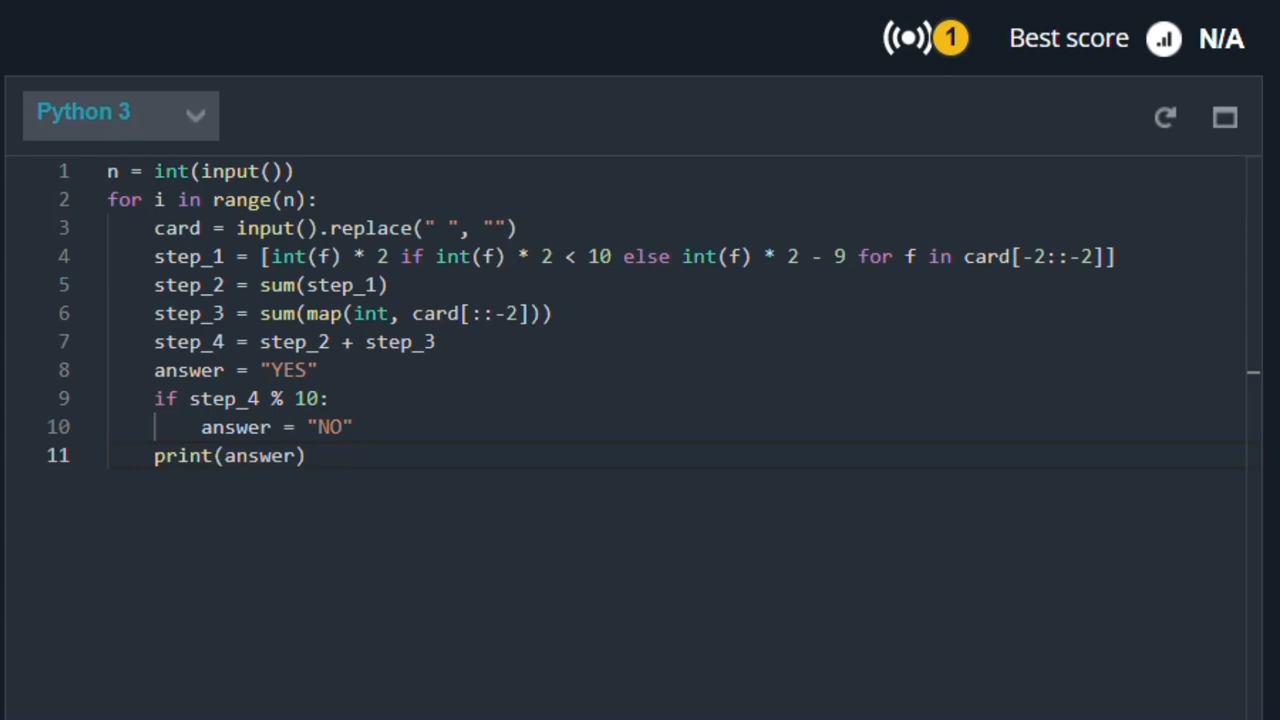 1 Best score N/A
Python 3
1 n = int(input())
2 for i in range(n):
3     card = input().replace(" ", "")
4     step_1 = [int(f) * 2 if int(f) * 2 < 10 else int(f) * 2 - 9 for f in card[-2::-2]]
5     step_2 = sum(step_1)
6     step_3 = sum(map(int, card[::-2]))
7     step_4 = step_2 + step_3
8     answer = "YES"
9     if step_4 % 10:
10         answer = "NO"
11     print(answer)